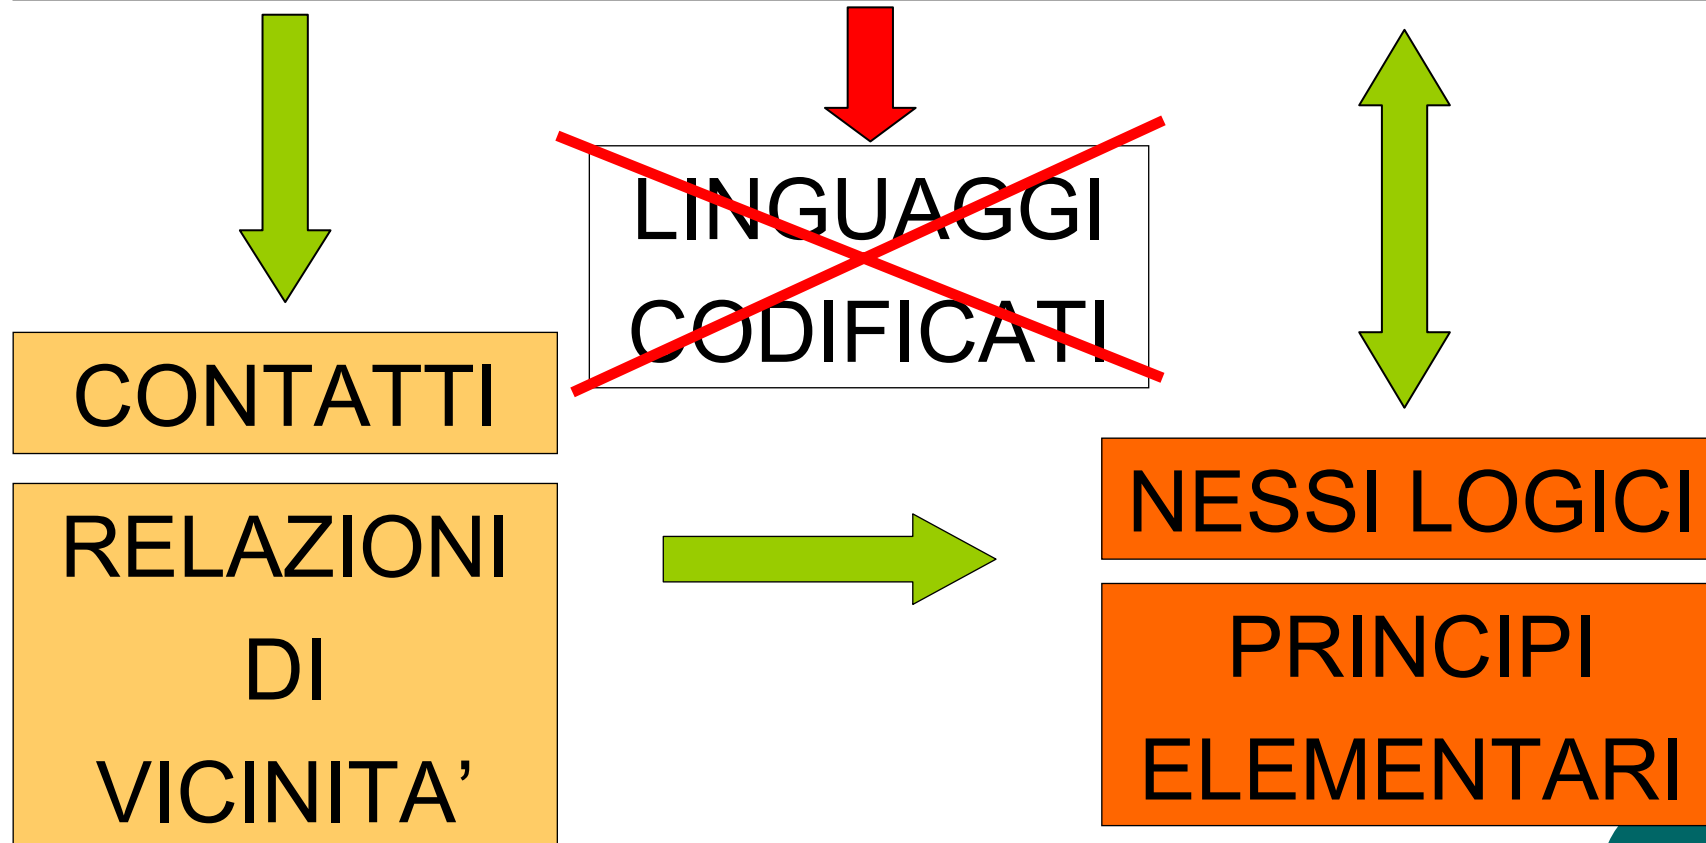 LINGUAGGI
CODIFICATI
CONTATTI
RELAZIONI
DI
VICINITA’
NESSI LOGICI
PRINCIPI
ELEMENTARI